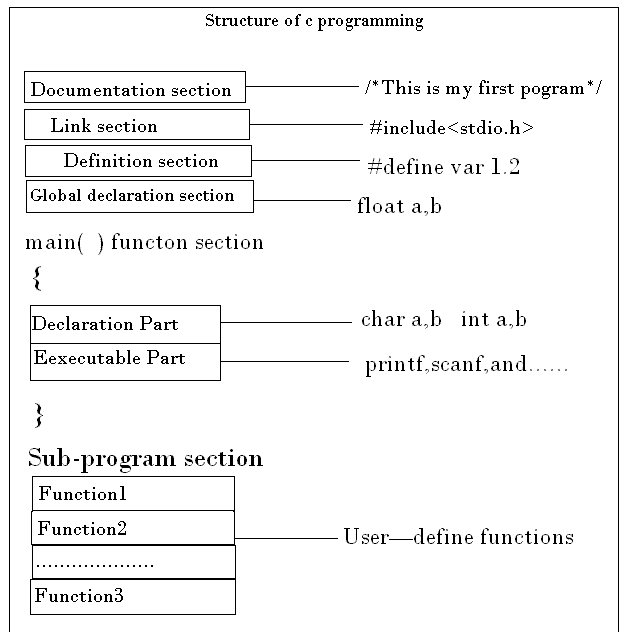 Structure of c programming
Documentation section /*This is my first pogram*/
Link section #include<stdio.h>
Definition section #define var 1.2
Global declaration section float a,b
main( ) functon section
{
Declaration Part char a,b int a,b
Eexecutable Part printf,scanf,and......
}
Sub-program section
Function1
Function2 User—define functions
.....................
Function3